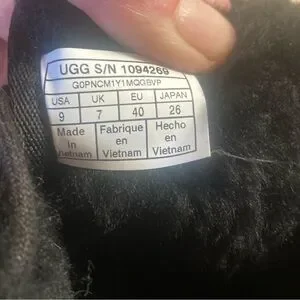 UGG S/N 1094269
G0PNCM1Y1MQGBVP
USA UK EU JAPAN
9 7 40 26
Made Fabrique Hecho
in en en
Vietnam Vietnam Vietnam